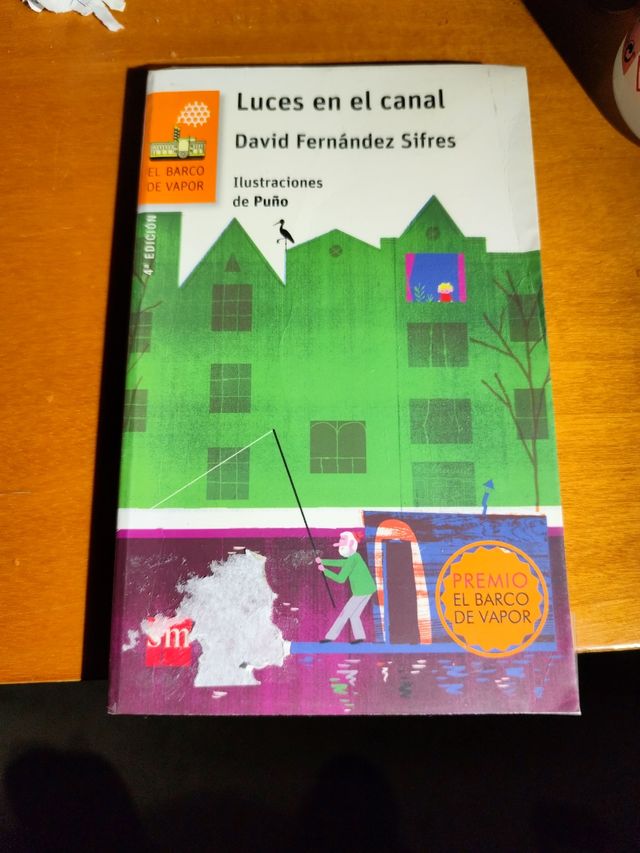 Luces en el canal
David Fernández Sifres
Ilustraciones
de Puño
EL BARCO
DE VAPOR
4ª EDICIÓN
PREMIO
EL BARCO
DE VAPOR
sm